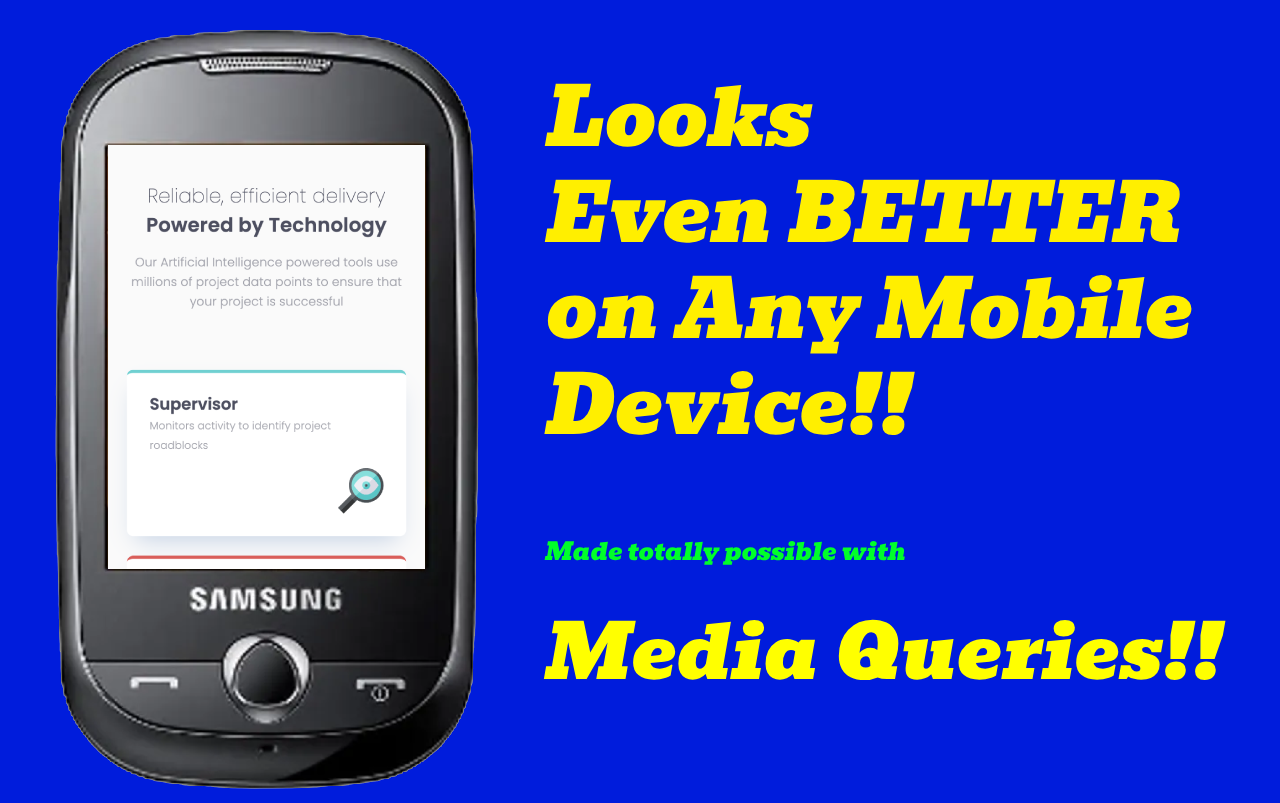 Looks
Even BETTER
on Any Mobile
Device!!
Made totally possible with
Media Queries!!
Reliable, efficient delivery
Powered by Technology
Our Artificial Intelligence powered tools use
millions of project data points to ensure that
your project is successful
Supervisor
Monitors activity to identify project
roadblocks
SAMSUNG